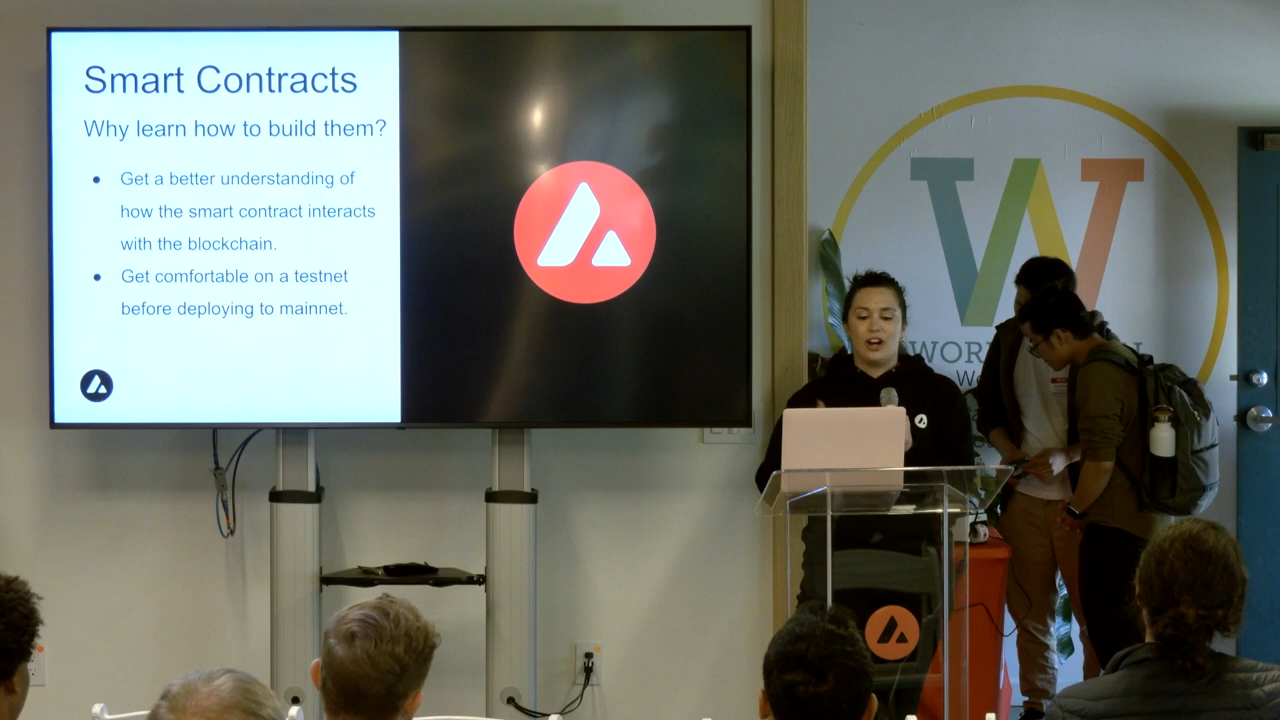 Smart Contracts
Why learn how to build them?
• Get a better understanding of
how the smart contract interacts
with the blockchain.
• Get comfortable on a testnet
before deploying to mainnet.
W